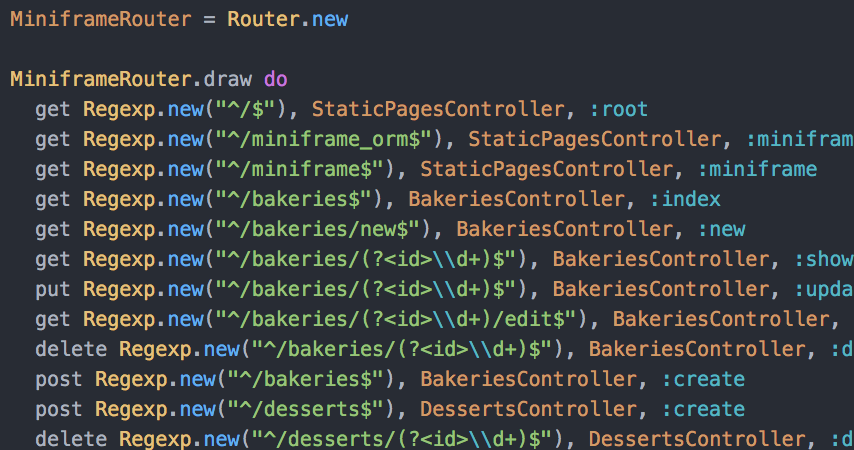 MiniframeRouter = Router.new
MiniframeRouter.draw do
get Regexp.new("^/$"), StaticPagesController, :root
get Regexp.new("^/miniframe_orm$"), StaticPagesController, :minifram
get Regexp.new("^/miniframe$"), StaticPagesController, :miniframe
get Regexp.new("^/bakeries$"), BakeriesController, :index
get Regexp.new("^/bakeries/new$"), BakeriesController, :new
get Regexp.new("^/bakeries/(?<id>\\d+)$"), BakeriesController, :show
put Regexp.new("^/bakeries/(?<id>\\d+)$"), BakeriesController, :upda
get Regexp.new("^/bakeries/(?<id>\\d+)/edit$"), BakeriesController,
delete Regexp.new("^/bakeries/(?<id>\\d+)$"), BakeriesController, :d
post Regexp.new("^/bakeries$"), BakeriesController, :create
post Regexp.new("^/desserts$"), DessertsController, :create
delete Regexp.new("^/desserts/(?<id>\\d+)$"), DessertsController, :d